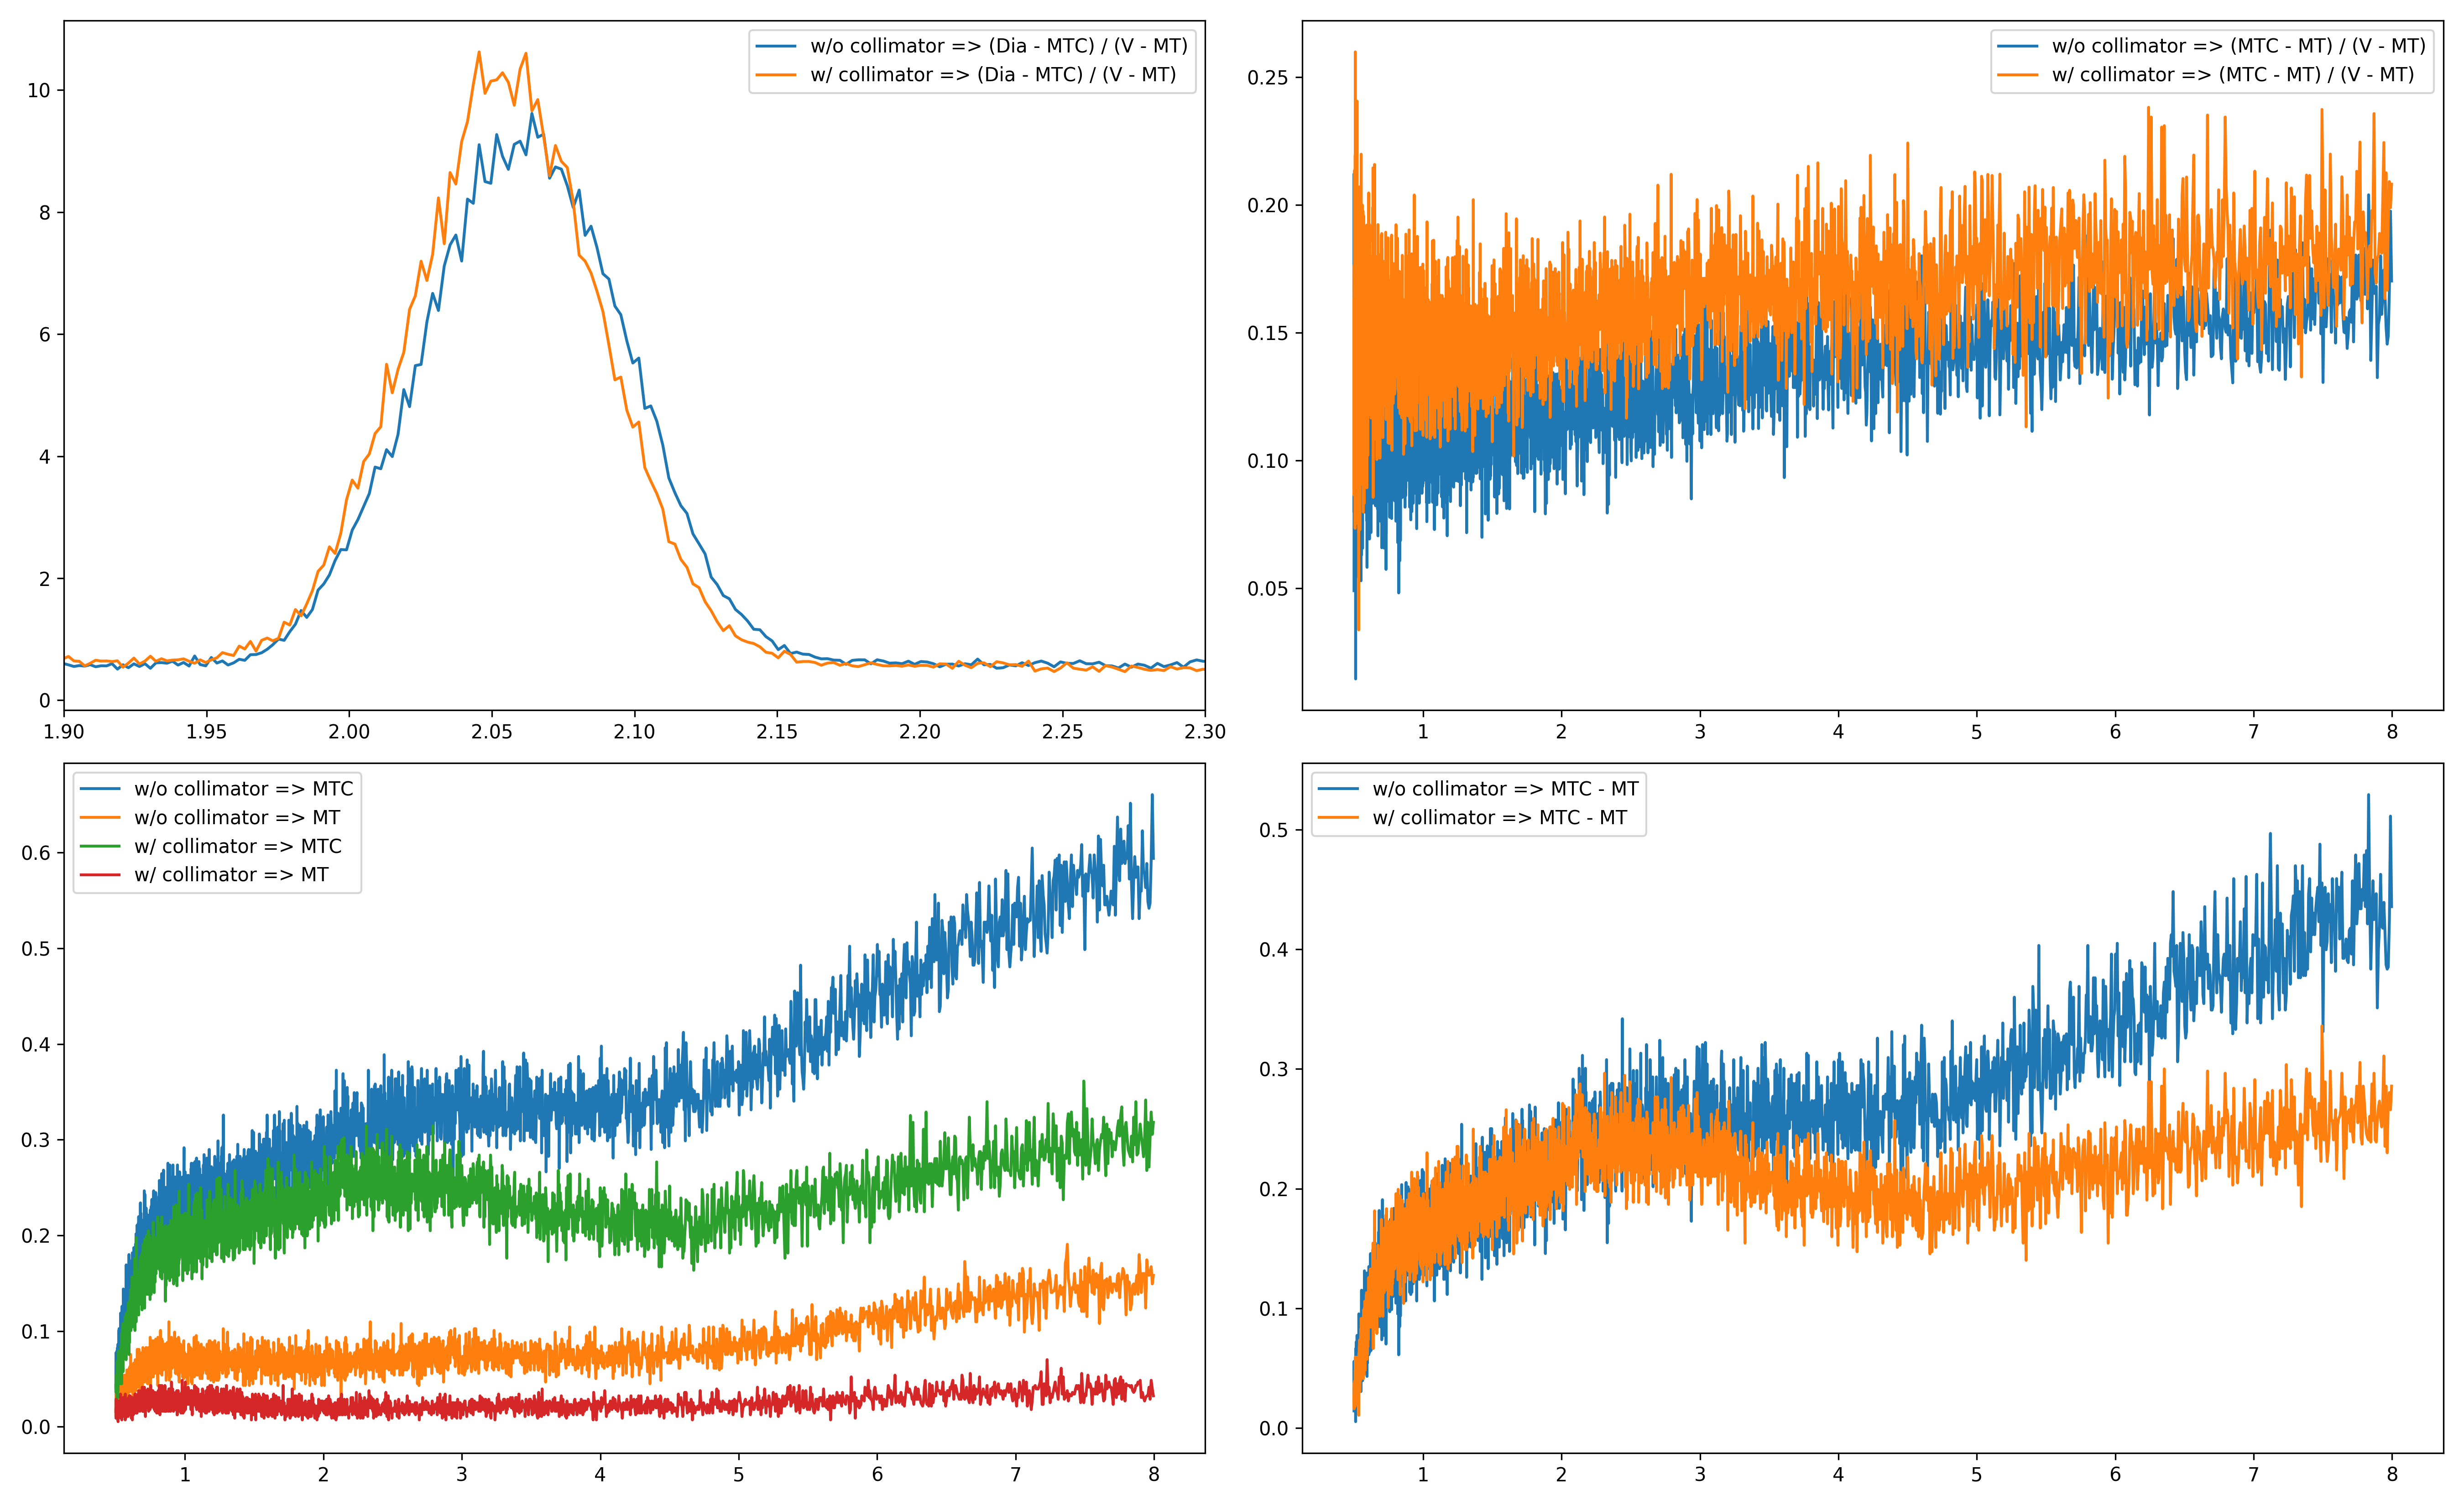 w/o collimator => (Dia - MTC) / (V - MT)
w/ collimator => (Dia - MTC) / (V - MT)
10
8
6
4
2
0
1.90 1.95 2.00 2.05 2.10 2.15 2.20 2.25 2.30
w/o collimator => (MTC - MT) / (V - MT)
w/ collimator => (MTC - MT) / (V - MT)
0.25
0.20
0.15
0.10
0.05
1 2 3 4 5 6 7 8
w/o collimator => MTC
w/o collimator => MT
w/ collimator => MTC
w/ collimator => MT
0.6
0.5
0.4
0.3
0.2
0.1
0.0
1 2 3 4 5 6 7 8
w/o collimator => MTC - MT
w/ collimator => MTC - MT
0.5
0.4
0.3
0.2
0.1
0.0
1 2 3 4 5 6 7 8